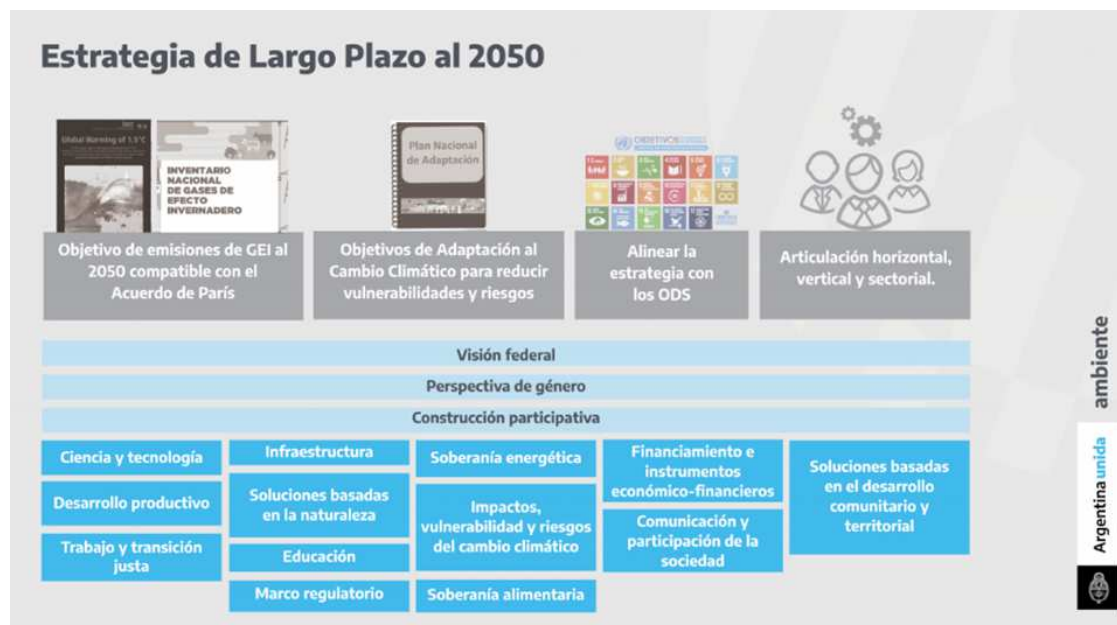 Estrategia de Largo Plazo al 2050
Global Warming of 1.5°C
INVENTARIO
NACIONAL
DE GASES DE
EFECTO
INVERNADERO
Plan Nacional
de Adaptación
OBJETIVOS
Objetivo de emisiones de GEI al
2050 compatible con el
Acuerdo de París
Objetivos de Adaptación al
Cambio Climático para reducir
vulnerabilidades y riesgos
Alinear la
estrategia con
los ODS
Articulación horizontal,
vertical y sectorial.
Visión federal
Perspectiva de género
Construcción participativa
Ciencia y tecnología
Desarrollo productivo
Trabajo y transición
justa
Infraestructura
Soluciones basadas
en la naturaleza
Educación
Marco regulatorio
Soberanía energética
Impactos,
vulnerabilidad y riesgos
del cambio climático
Soberanía alimentaria
Financiamiento e
instrumentos
económico-financieros
Comunicación y
participación de la
sociedad
Soluciones basadas
en el desarrollo
comunitario y
territorial
ambiente
Argentina unida